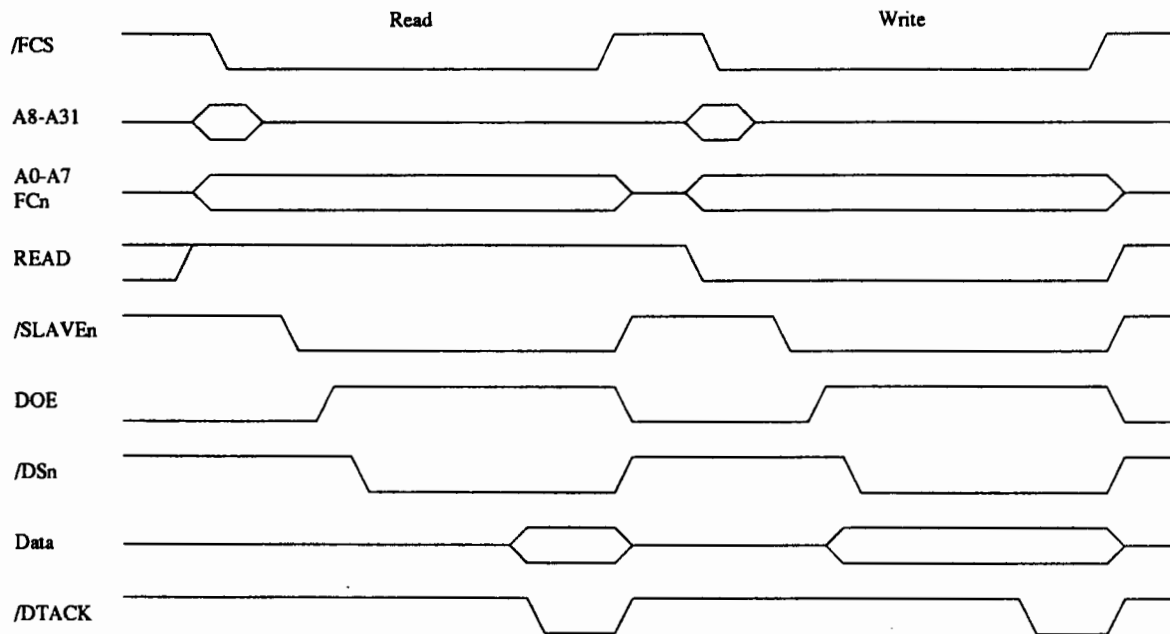 Read
Write
/FCS
A8-A31
A0-A7
FCn
READ
/SLAVEn
DOE
/DSn
Data
/DTACK